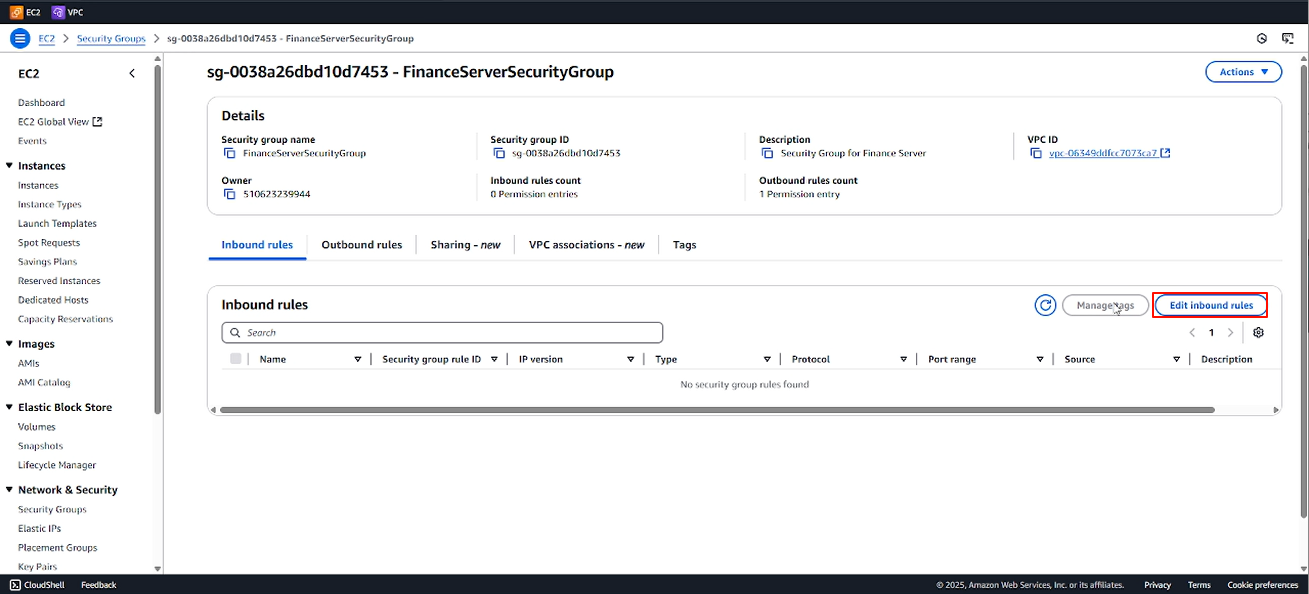 EC2 VPC
EC2 > Security Groups > sg-0038a26dbd10d7453 - FinanceServerSecurityGroup
EC2
Dashboard
EC2 Global View
Events
Instances
Instances
Instance Types
Launch Templates
Spot Requests
Savings Plans
Reserved Instances
Dedicated Hosts
Capacity Reservations
Images
AMIs
AMI Catalog
Elastic Block Store
Volumes
Snapshots
Lifecycle Manager
Network & Security
Security Groups
Elastic IPs
Placement Groups
Key Pairs
sg-0038a26dbd10d7453 - FinanceServerSecurityGroup
Actions
Details
Security group name
FinanceServerSecurityGroup
Security group ID
sg-0038a26dbd10d7453
Description
Security Group for Finance Server
VPC ID
vpc-06349ddfcc7073ca7
Owner
510623239944
Inbound rules count
0 Permission entries
Outbound rules count
1 Permission entry
Inbound rules Outbound rules Sharing - new VPC associations - new Tags
Inbound rules
Manage tags Edit inbound rules
Search
1
Name Security group rule ID IP version Type Protocol Port range Source Description
No security group rules found
CloudShell Feedback © 2025, Amazon Web Services, Inc. or its affiliates. Privacy Terms Cookie preferences